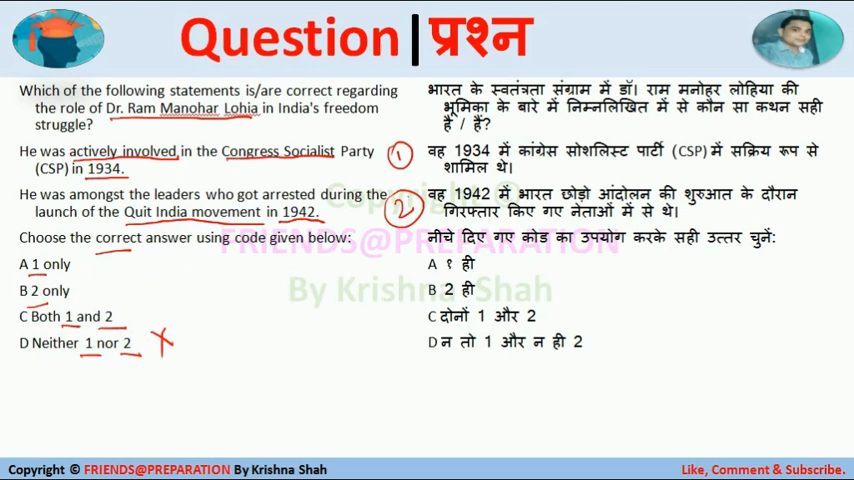 Question|प्रश्न
Which of the following statements is/are correct regarding
the role of Dr. Ram Manohar Lohia in India's freedom
struggle?
He was actively involved in the Congress Socialist Party
(CSP) in 1934.
1
He was amongst the leaders who got arrested during the
launch of the Quit India movement in 1942.
2
Choose the correct answer using code given below:
A 1 only
B 2 only
C Both 1 and 2
D Neither 1 nor 2
भारत के स्वतंत्रता संग्राम में डॉ। राम मनोहर लोहिया की
भूमिका के बारे में निम्नलिखित में से कौन सा कथन सही
है / हैं?
वह 1934 में कांग्रेस सोशलिस्ट पार्टी (CSP) में सक्रिय रूप से
शामिल थे।
वह 1942 में भारत छोड़ो आंदोलन की शुरुआत के दौरान
गिरफ्तार किए गए नेताओं में से थे।
नीचे दिए गए कोड का उपयोग करके सही उत्तर चुनें:
A १ ही
B 2 ही
C दोनों 1 और 2
D न तो 1 और न ही 2
Copyright ©
FRIENDS@PREPARATION
By Krishna Shah
Copyright © FRIENDS@PREPARATION By Krishna Shah
Like, Comment & Subscribe.